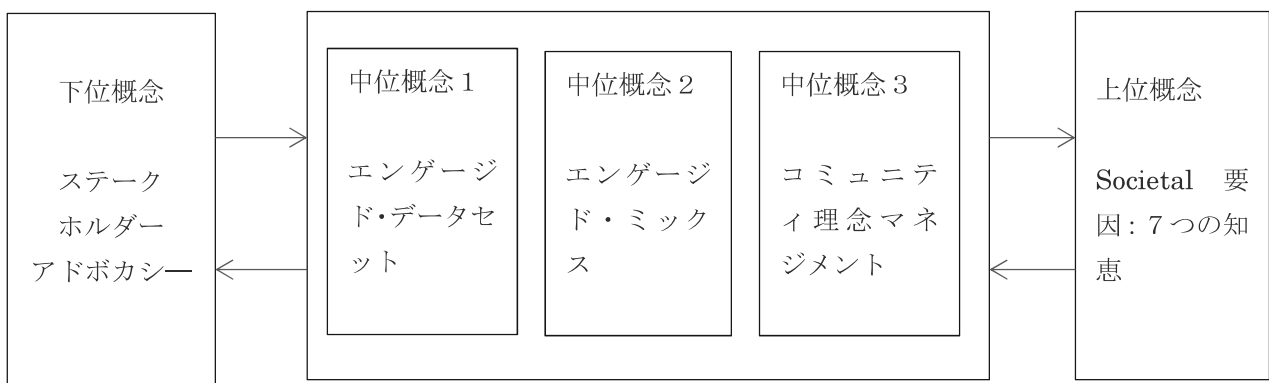 下位概念
ステーク
ホルダー
アドボカシー
中位概念1
エンゲージ
ド・データセ
ット
中位概念2
エンゲージ
ド・ミック
ス
中位概念3
コミュニテ
ィ理念マネ
ジメント
上位概念
Societal 要
因:7つの知
恵